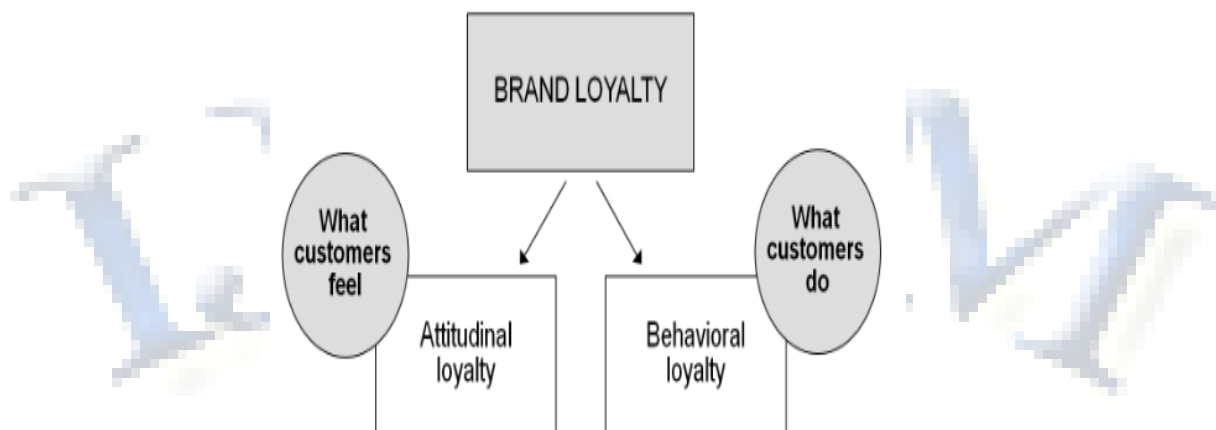 BRAND LOYALTY
What
customers
feel
What
customers
do
Attitudinal
loyalty
Behavioral
loyalty